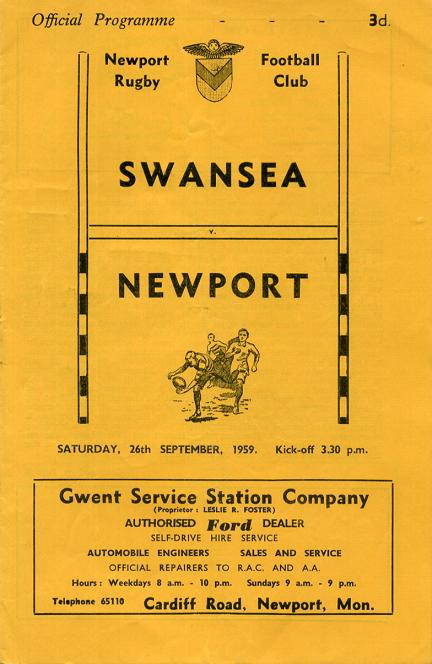 Official Programme - - - 3d.
Newport Football
Rugby Club
SWANSEA
v.
NEWPORT
SATURDAY, 26th SEPTEMBER, 1959. Kick-off 3.30 p.m.
Gwent Service Station Company
(Proprietor : LESLIE R. FOSTER)
AUTHORISED Ford DEALER
SELF-DRIVE HIRE SERVICE
AUTOMOBILE ENGINEERS SALES AND SERVICE
OFFICIAL REPAIRERS TO R.A.C. AND A.A.
Hours : Weekdays 8 a.m. - 10 p.m. Sundays 9 a.m. - 9 p.m.
Telephone 65110 Cardiff Road, Newport, Mon.